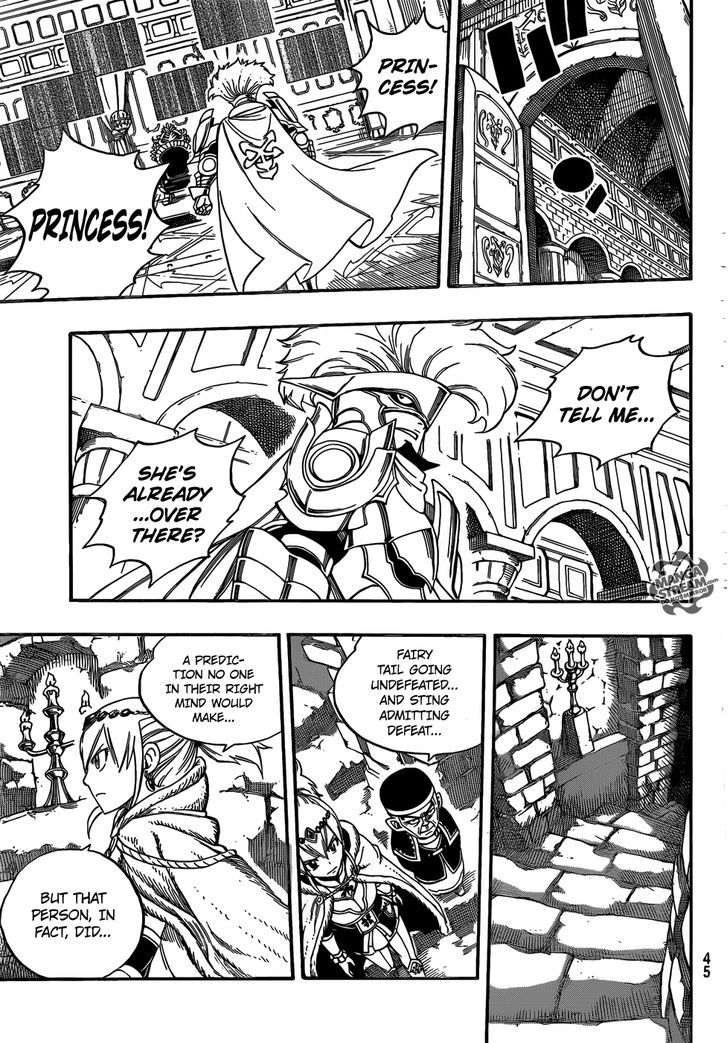 PRIN-
CESS!
PRINCESS!
DON'T
TELL ME...
SHE'S
ALREADY
...OVER
THERE?
MANGA
STREAM
FAIRY
TAIL GOING
UNDEFEATED...
AND STING
ADMITTING
DEFEAT...
A PREDIC-
TION NO ONE
IN THEIR RIGHT
MIND WOULD
MAKE...
BUT THAT
PERSON, IN
FACT, DID...
45